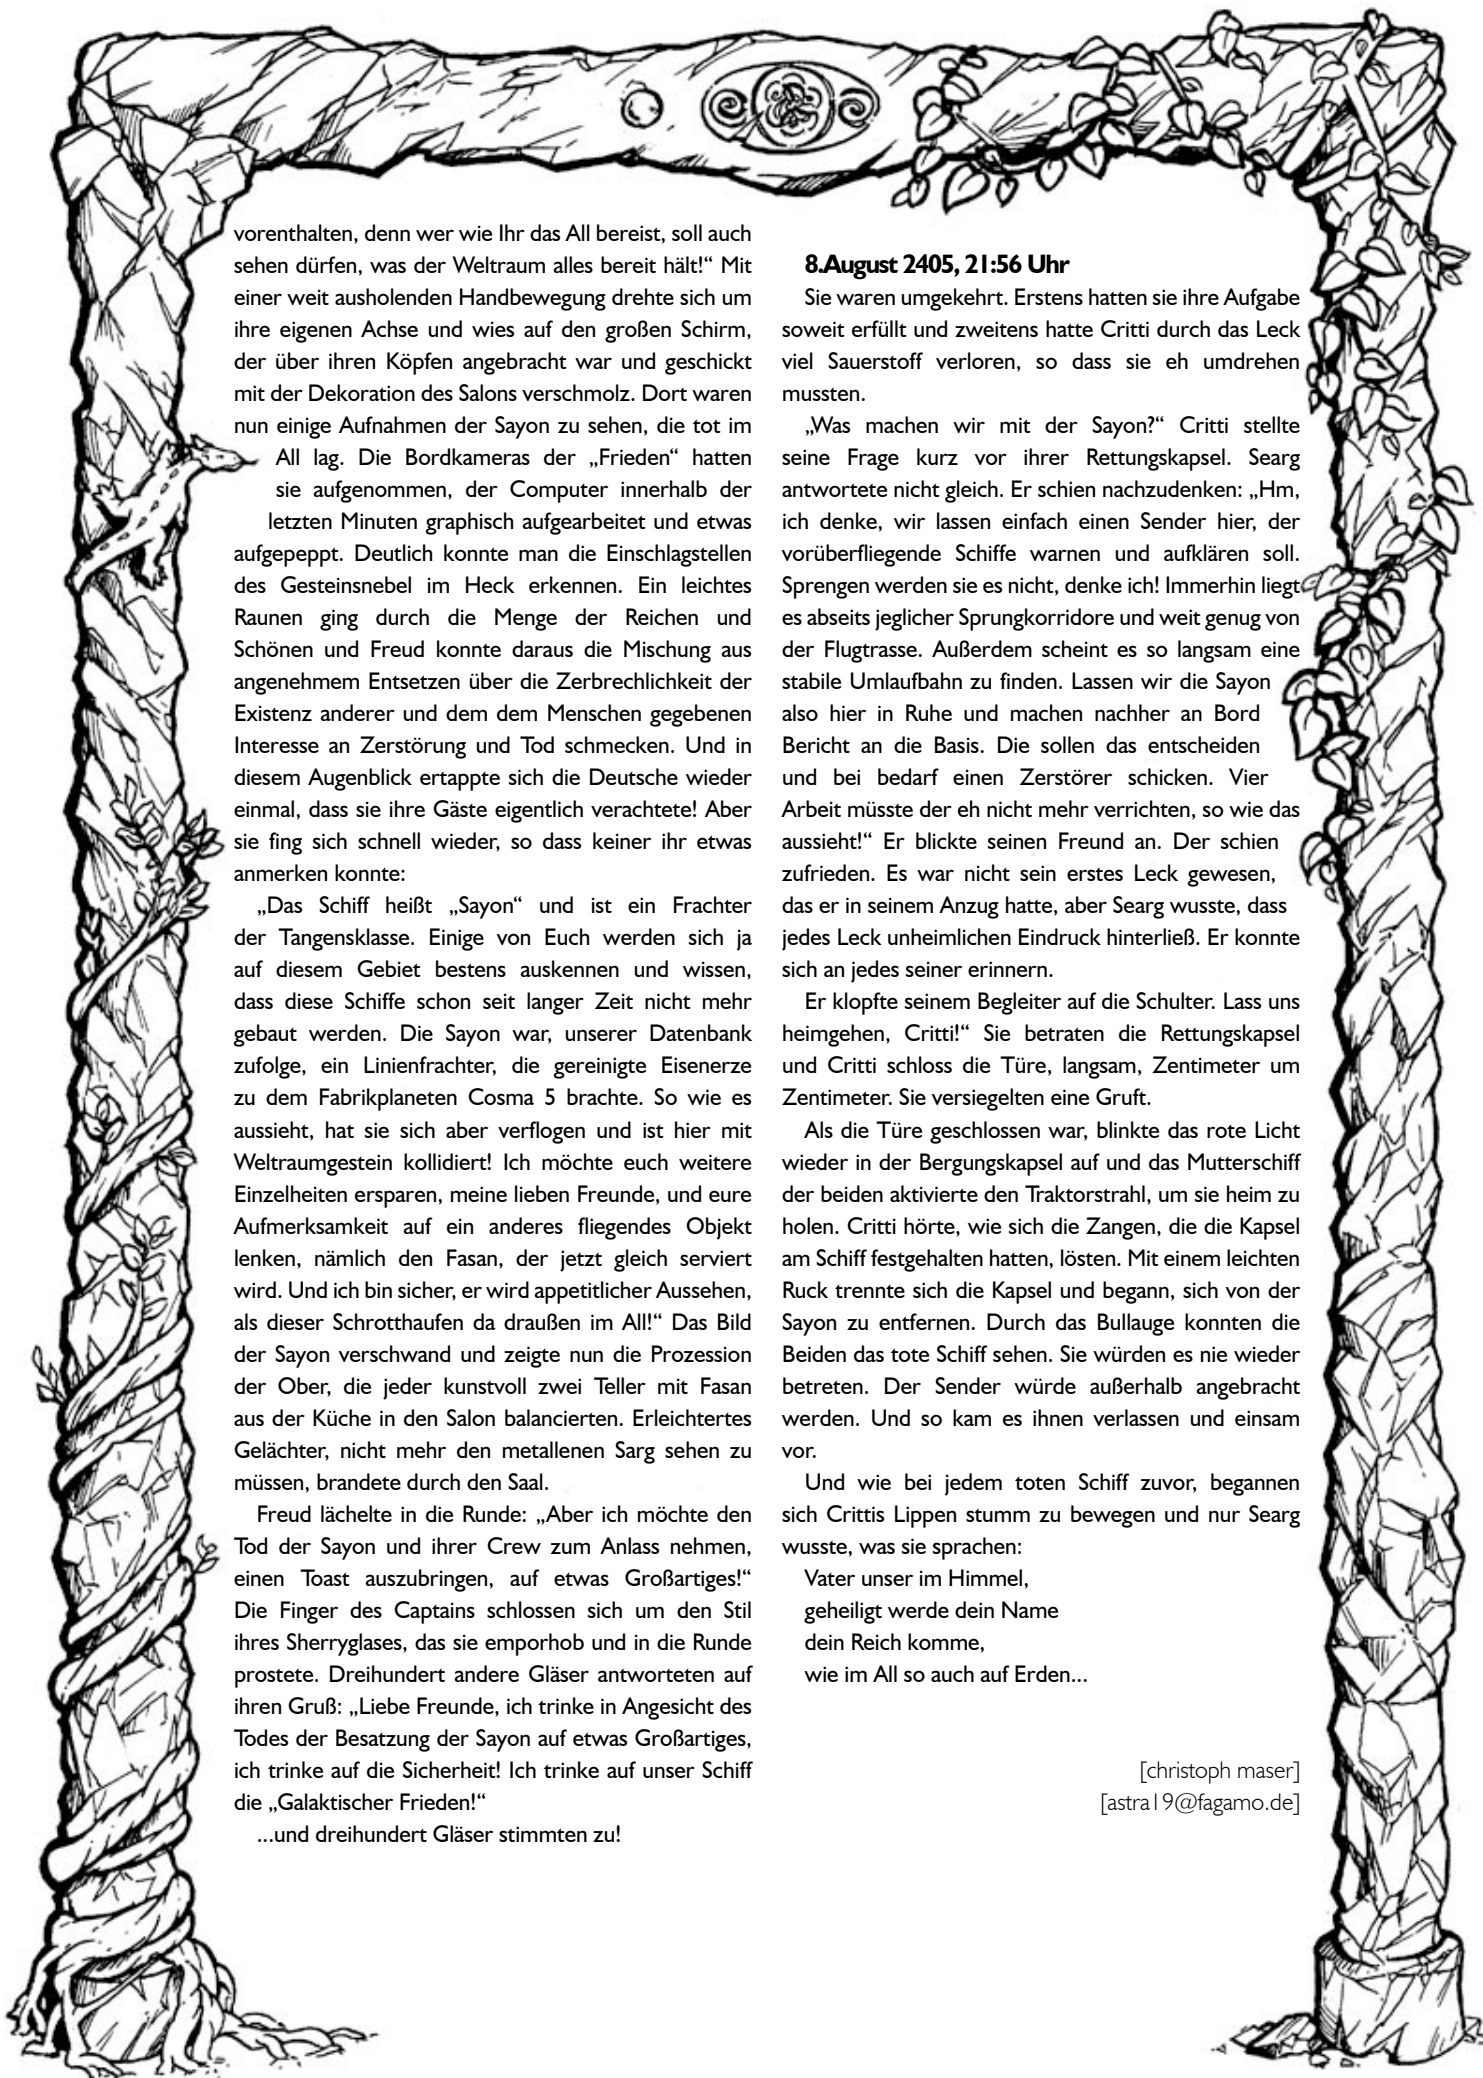 vorenthalten, denn wer wie Ihr das All bereist, soll auch
sehen dürfen, was der Weltraum alles bereit hält!“ Mit
einer weit ausholenden Handbewegung drehte sich um
ihre eigenen Achse und wies auf den großen Schirm,
der über ihren Köpfen angebracht war und geschickt
mit der Dekoration des Salons verschmolz. Dort waren
nun einige Aufnahmen der Sayon zu sehen, die tot im
All lag. Die Bordkameras der „Frieden“ hatten
sie aufgenommen, der Computer innerhalb der
letzten Minuten graphisch aufgearbeitet und etwas
aufgepeppt. Deutlich konnte man die Einschlagstellen
des Gesteinsnebel im Heck erkennen. Ein leichtes
Raunen ging durch die Menge der Reichen und
Schönen und Freud konnte daraus die Mischung aus
angenehmem Entsetzen über die Zerbrechlichkeit der
Existenz anderer und dem dem Menschen gegebenen
Interesse an Zerstörung und Tod schmecken. Und in
diesem Augenblick ertappte sich die Deutsche wieder
einmal, dass sie ihre Gäste eigentlich verachtete! Aber
sie fing sich schnell wieder, so dass keiner ihr etwas
anmerken konnte:
„Das Schiff heißt „Sayon“ und ist ein Frachter
der Tangensklasse. Einige von Euch werden sich ja
auf diesem Gebiet bestens auskennen und wissen,
dass diese Schiffe schon seit langer Zeit nicht mehr
gebaut werden. Die Sayon war, unserer Datenbank
zufolge, ein Linienfrachter, die gereinigte Eisenerze
zu dem Fabrikplaneten Cosma 5 brachte. So wie es
aussieht, hat sie sich aber verflogen und ist hier mit
Weltraumgestein kollidiert! Ich möchte euch weitere
Einzelheiten ersparen, meine lieben Freunde, und eure
Aufmerksamkeit auf ein anderes fliegendes Objekt
lenken, nämlich den Fasan, der jetzt gleich serviert
wird. Und ich bin sicher, er wird appetitlicher Aussehen,
als dieser Schrotthaufen da draußen im All!“ Das Bild
der Sayon verschwand und zeigte nun die Prozession
der Ober, die jeder kunstvoll zwei Teller mit Fasan
aus der Küche in den Salon balancierten. Erleichtertes
Gelächter, nicht mehr den metallenen Sarg sehen zu
müssen, brandete durch den Saal.
Freud lächelte in die Runde: „Aber ich möchte den
Tod der Sayon und ihrer Crew zum Anlass nehmen,
einen Toast auszubringen, auf etwas Großartiges!“
Die Finger des Captains schlossen sich um den Stil
ihres Sherryglases, das sie emporhob und in die Runde
prostete. Dreihundert andere Gläser antworteten auf
ihren Gruß: „Liebe Freunde, ich trinke in Angesicht des
Todes der Besatzung der Sayon auf etwas Großartiges,
ich trinke auf die Sicherheit! Ich trinke auf unser Schiff
die „Galaktischer Frieden!“
...und dreihundert Gläser stimmten zu!
8.August 2405, 21:56 Uhr
Sie waren umgekehrt. Erstens hatten sie ihre Aufgabe
soweit erfüllt und zweitens hatte Critti durch das Leck
viel Sauerstoff verloren, so dass sie eh umdrehen
mussten.
„Was machen wir mit der Sayon?“ Critti stellte
seine Frage kurz vor ihrer Rettungskapsel. Searg
antwortete nicht gleich. Er schien nachzudenken: „Hm,
ich denke, wir lassen einfach einen Sender hier, der
vorüberfliegende Schiffe warnen und aufklären soll.
Sprengen werden sie es nicht, denke ich! Immerhin liegt
es abseits jeglicher Sprungkorridore und weit genug von
der Flugtrasse. Außerdem scheint es so langsam eine
stabile Umlaufbahn zu finden. Lassen wir die Sayon
also hier in Ruhe und machen nachher an Bord
Bericht an die Basis. Die sollen das entscheiden
und bei bedarf einen Zerstörer schicken. Vier
Arbeit müsste der eh nicht mehr verrichten, so wie das
aussieht!“ Er blickte seinen Freund an. Der schien
zufrieden. Es war nicht sein erstes Leck gewesen,
das er in seinem Anzug hatte, aber Searg wusste, dass
jedes Leck unheimlichen Eindruck hinterließ. Er konnte
sich an jedes seiner erinnern.
Er klopfte seinem Begleiter auf die Schulter. Lass uns
heimgehen, Critti!“ Sie betraten die Rettungskapsel
und Critti schloss die Türe, langsam, Zentimeter um
Zentimeter. Sie versiegelten eine Gruft.
Als die Türe geschlossen war, blinkte das rote Licht
wieder in der Bergungskapsel auf und das Mutterschiff
der beiden aktivierte den Traktorstrahl, um sie heim zu
holen. Critti hörte, wie sich die Zangen, die die Kapsel
am Schiff festgehalten hatten, lösten. Mit einem leichten
Ruck trennte sich die Kapsel und begann, sich von der
Sayon zu entfernen. Durch das Bullauge konnten die
Beiden das tote Schiff sehen. Sie würden es nie wieder
betreten. Der Sender würde außerhalb angebracht
werden. Und so kam es ihnen verlassen und einsam
vor.
Und wie bei jedem toten Schiff zuvor, begannen
sich Crittis Lippen stumm zu bewegen und nur Searg
wusste, was sie sprachen:
Vater unser im Himmel,
geheiligt werde dein Name
dein Reich komme,
wie im All so auch auf Erden...
[christoph maser]
[astra19@fagamo.de]